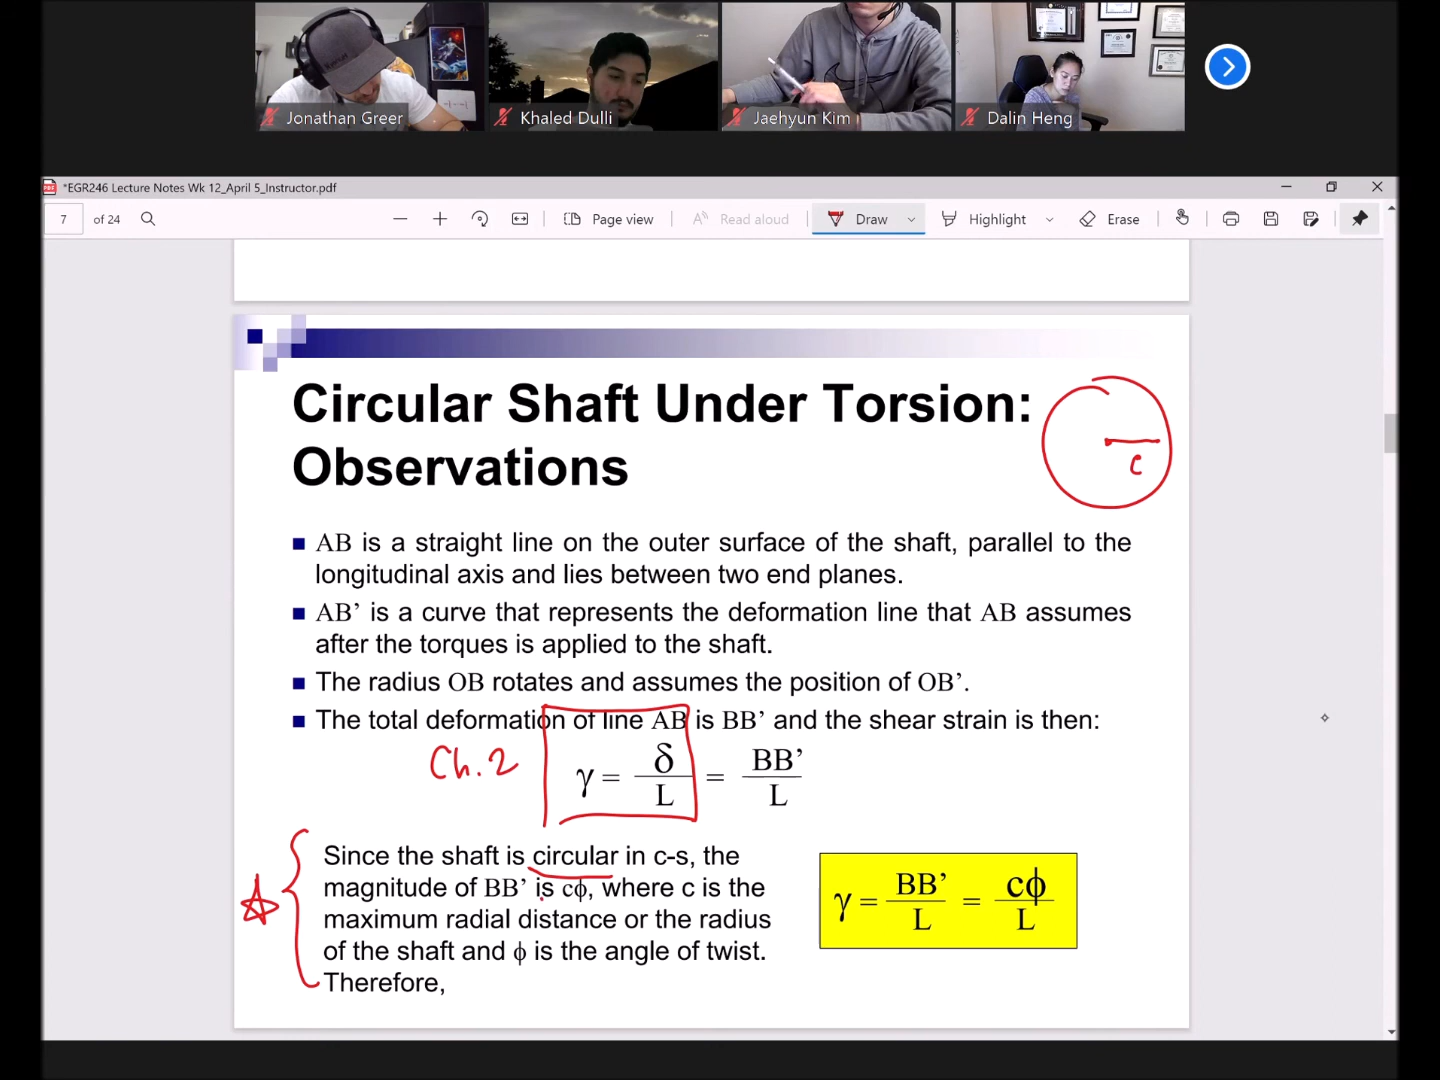 Jonathan Greer
Khaled Dulli
Jaehyun Kim
Dalin Heng
*EGR246 Lecture Notes Wk 12_April 5_Instructor.pdf
7 of 24
Page view
Read aloud
Draw
Highlight
Erase
Circular Shaft Under Torsion:
Observations
c
AB is a straight line on the outer surface of the shaft, parallel to the
longitudinal axis and lies between two end planes.
AB’ is a curve that represents the deformation line that AB assumes
after the torques is applied to the shaft.
The radius OB rotates and assumes the position of OB’.
The total deformation of line AB is BB’ and the shear strain is then:
Ch.2
γ = δ/L = BB’/L
Since the shaft is circular in c-s, the
magnitude of BB’ is cϕ, where c is the
maximum radial distance or the radius
of the shaft and ϕ is the angle of twist.
Therefore,
γ = BB’/L = cϕ/L